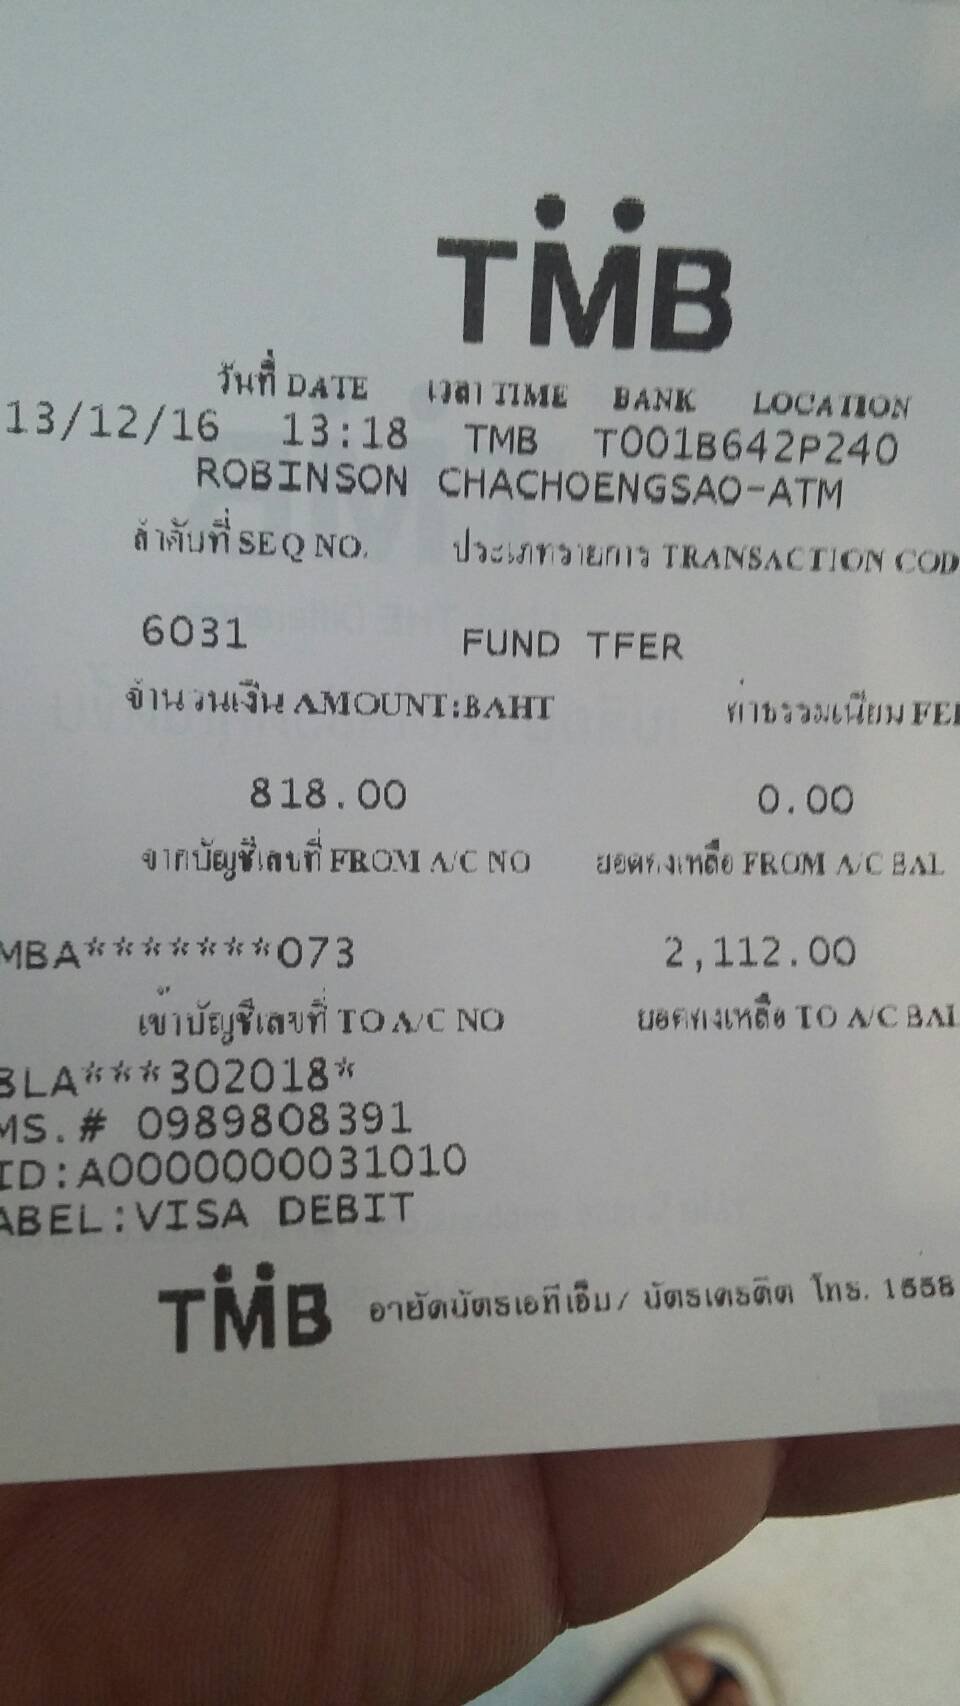 TMB
วันที่ DATE เวลา TIME BANK LOCATION
13/12/16 13:18 TMB T001B642P240
ROBINSON CHACHOENGSAO-ATM
ลำดับที่ SEQ NO. ประเภทรายการ TRANSACTION COD
6031 FUND TFER
จำนวนเงิน AMOUNT:BAHT ค่าธรรมเนียม FEE
818.00 0.00
จากบัญชีเลขที่ FROM A/C NO ยอดคงเหลือ FROM A/C BAL
MBA*******073 2,112.00
เข้าบัญชีเลขที่ TO A/C NO ยอดคงเหลือ TO A/C BAL
BLA***302018*
MS.# 0989808391
ID:A0000000031010
ABEL:VISA DEBIT
TMB อายัดบัตรเอทีเอ็ม/ บัตรเครดิต โทร. 1558